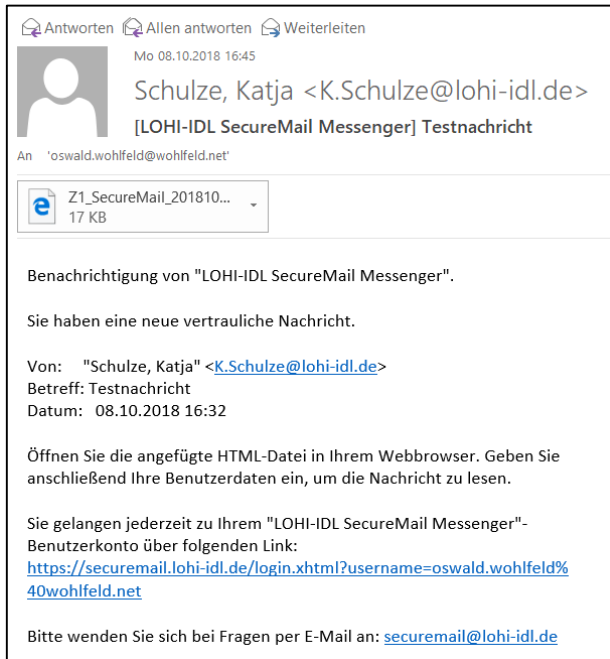 Antworten Allen antworten Weiterleiten
Mo 08.10.2018 16:45
Schulze, Katja <K.Schulze@lohi-idl.de>
[LOHI-IDL SecureMail Messenger] Testnachricht
An 'oswald.wohlfeld@wohlfeld.net'
Z1_SecureMail_201810...
17 KB
Benachrichtigung von "LOHI-IDL SecureMail Messenger".
Sie haben eine neue vertrauliche Nachricht.
Von: "Schulze, Katja" <K.Schulze@lohi-idl.de>
Betreff: Testnachricht
Datum: 08.10.2018 16:32
Öffnen Sie die angefügte HTML-Datei in Ihrem Webbrowser. Geben Sie
anschließend Ihre Benutzerdaten ein, um die Nachricht zu lesen.
Sie gelangen jederzeit zu Ihrem "LOHI-IDL SecureMail Messenger"-
Benutzerkonto über folgenden Link:
https://securemail.lohi-idl.de/login.xhtml?username=oswald.wohlfeld%
40wohlfeld.net
Bitte wenden Sie sich bei Fragen per E-Mail an: securemail@lohi-idl.de